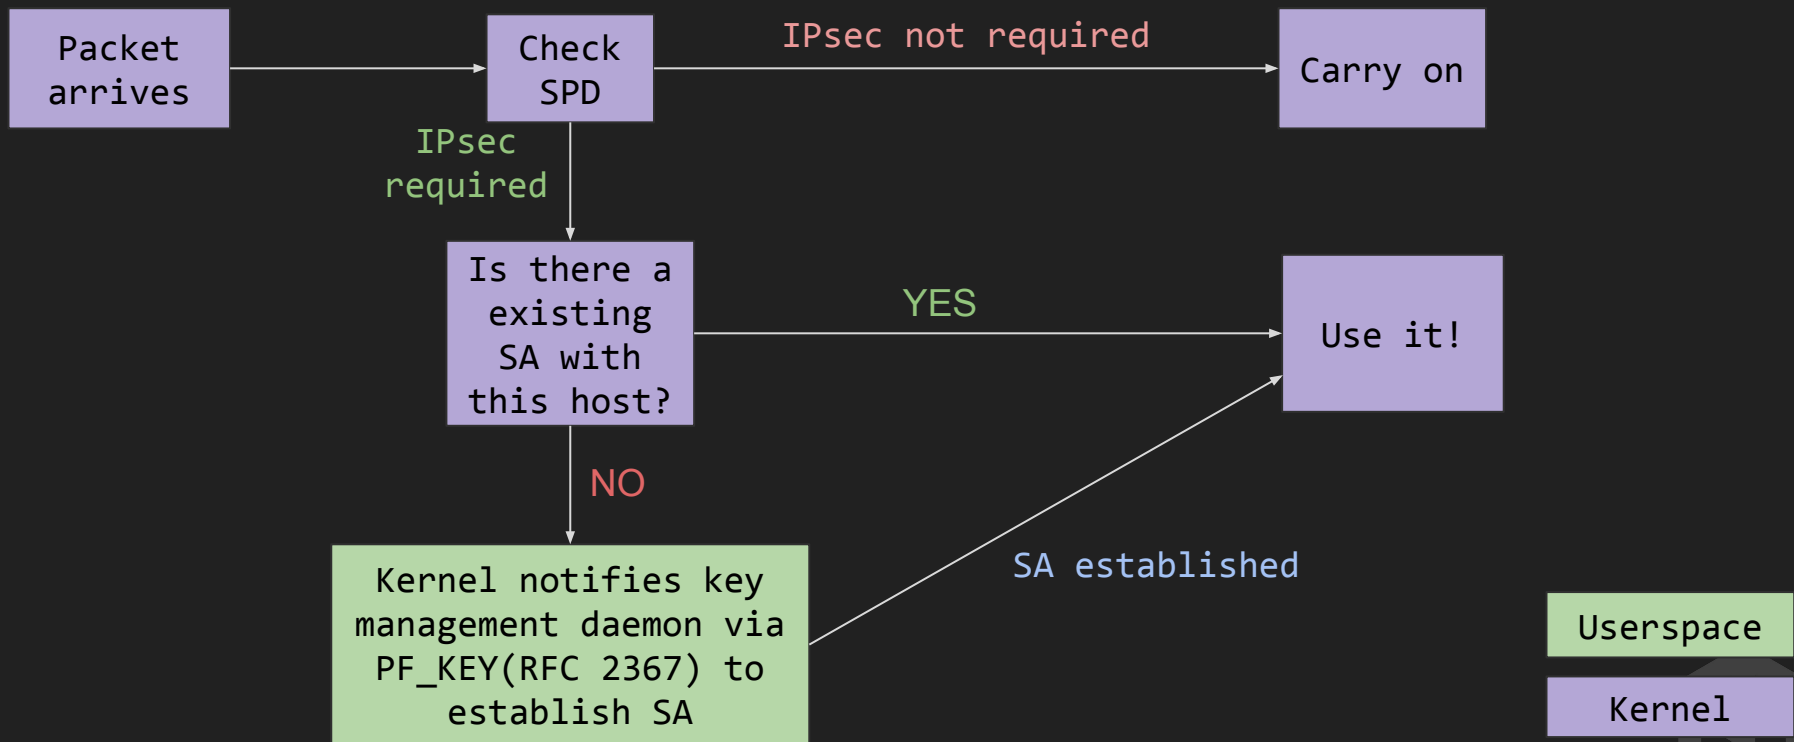 Packet
arrives
Check
SPD
IPsec not required
Carry on
IPsec
required
Is there a
existing
SA with
this host?
YES
Use it!
NO
Kernel notifies key
management daemon via
PF_KEY(RFC 2367) to
establish SA
SA established
Userspace
Kernel